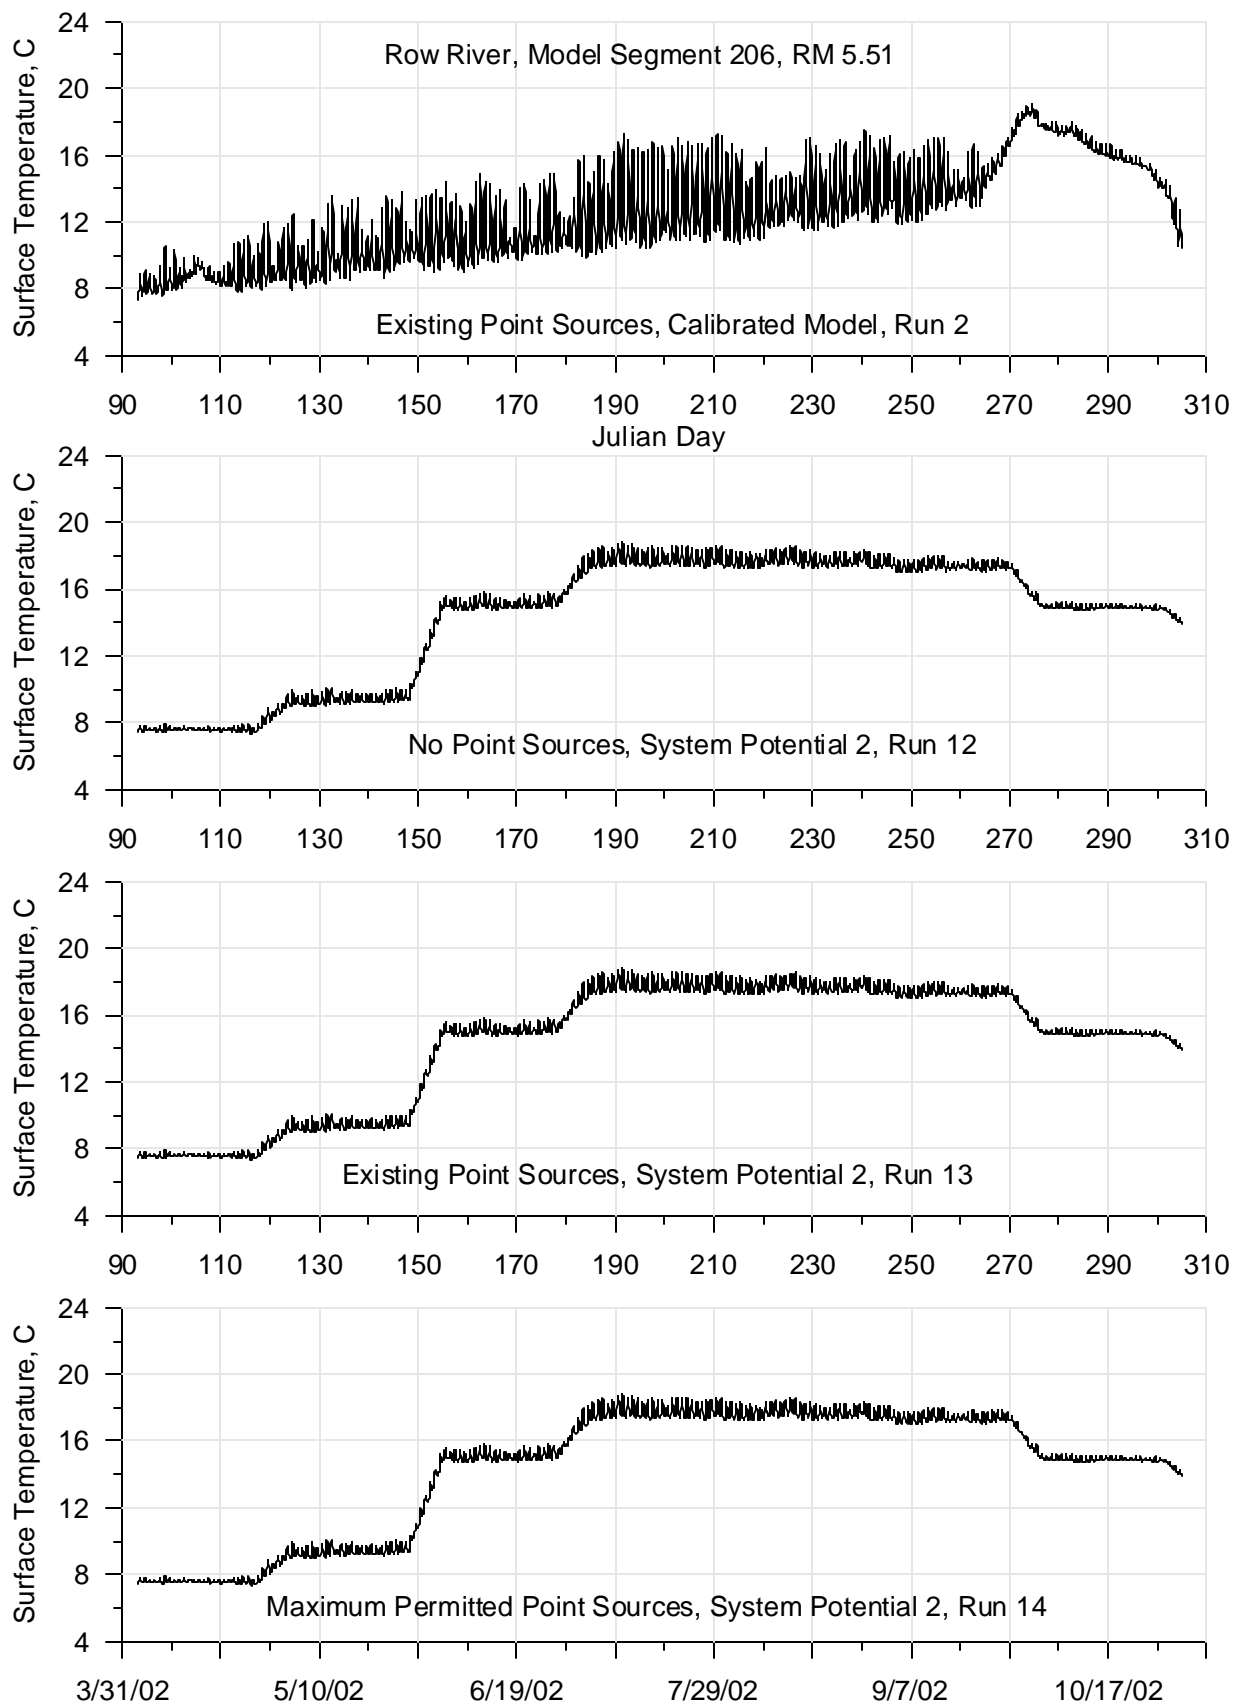 24
20
16
12
8
4
Surface Temperature, C
Row River, Model Segment 206, RM 5.51
Existing Point Sources, Calibrated Model, Run 2
90 110 130 150 170 190 210 230 250 270 290 310
Julian Day
24
20
16
12
8
4
Surface Temperature, C
No Point Sources, System Potential 2, Run 12
90 110 130 150 170 190 210 230 250 270 290 310
24
20
16
12
8
4
Surface Temperature, C
Existing Point Sources, System Potential 2, Run 13
90 110 130 150 170 190 210 230 250 270 290 310
24
20
16
12
8
4
Surface Temperature, C
Maximum Permitted Point Sources, System Potential 2, Run 14
3/31/02 5/10/02 6/19/02 7/29/02 9/7/02 10/17/02